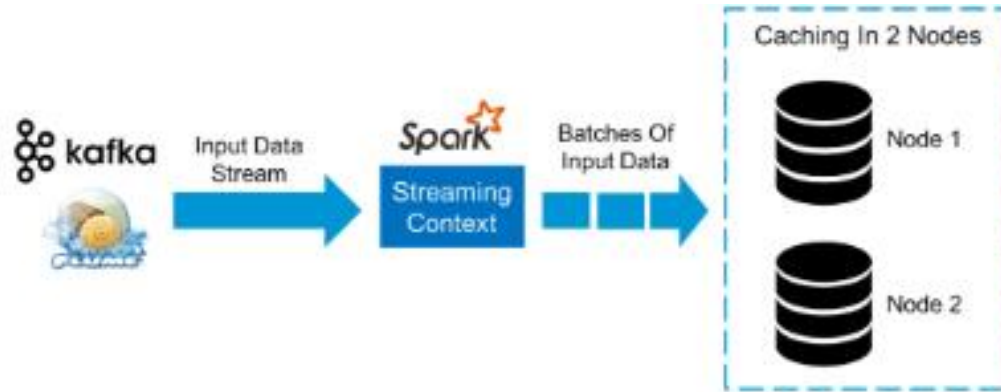 Caching In 2 Nodes
kafka
Input Data
Stream
Spark
Streaming
Context
Batches Of
Input Data
Node 1
Node 2